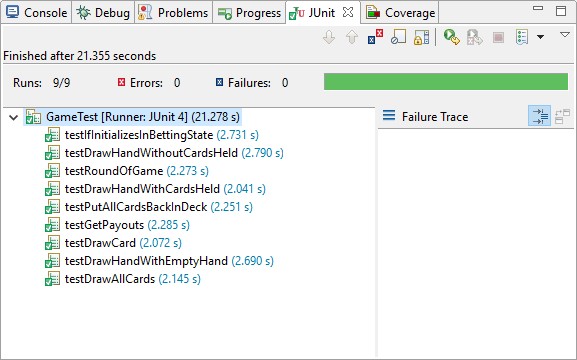 Console Debug Problems Progress JUnit Coverage
Finished after 21.355 seconds
Runs: 9/9 Errors: 0 Failures: 0
GameTest [Runner: JUnit 4] (21.278 s)
Failure Trace
testIfInitializesInBettingState (2.731 s)
testDrawHandWithoutCardsHeld (2.790 s)
testRoundOfGame (2.273 s)
testDrawHandWithCardsHeld (2.041 s)
testPutAllCardsBackInDeck (2.251 s)
testGetPayouts (2.285 s)
testDrawCard (2.072 s)
testDrawHandWithEmptyHand (2.690 s)
testDrawAllCards (2.145 s)